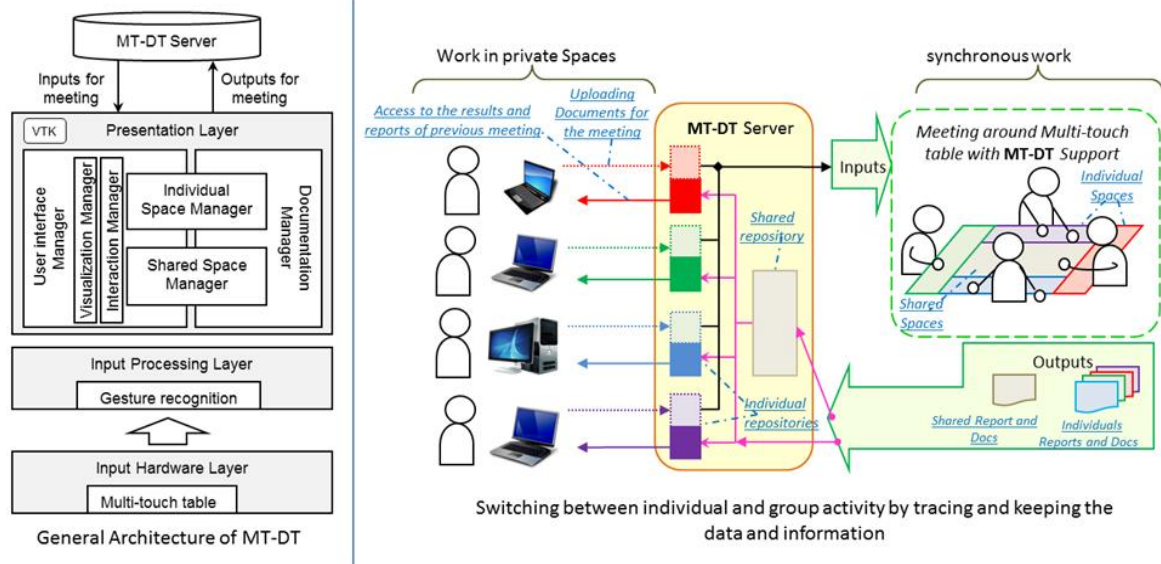 MT-DT Server
Inputs for
meeting
Outputs for
meeting
VTK
Presentation Layer
User interface
Manager
Visualization Manager
Interaction Manager
Individual
Space Manager
Shared Space
Manager
Documentation
Manager
Input Processing Layer
Gesture recognition
Input Hardware Layer
Multi-touch table
General Architecture of MT-DT
Work in private Spaces
synchronous work
Access to the results and
reports of previous meeting
Uploading
Documents for
the meeting
MT-DT Server
Shared
repository
Individual
repositories
Inputs
Meeting around Multi-touch
table with MT-DT Support
Individual
Spaces
Shared
Spaces
Outputs
Shared Report and
Docs
Individuals
Reports and Docs
Switching between individual and group activity by tracing and keeping the
data and information